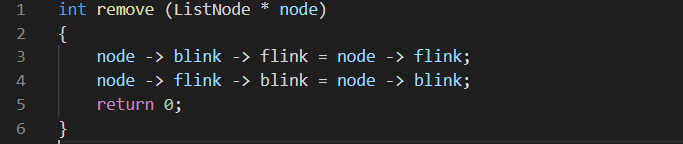 1 int remove (ListNode * node)
2 {
3 node -> blink -> flink = node -> flink;
4 node -> flink -> blink = node -> blink;
5 return 0;
6 }